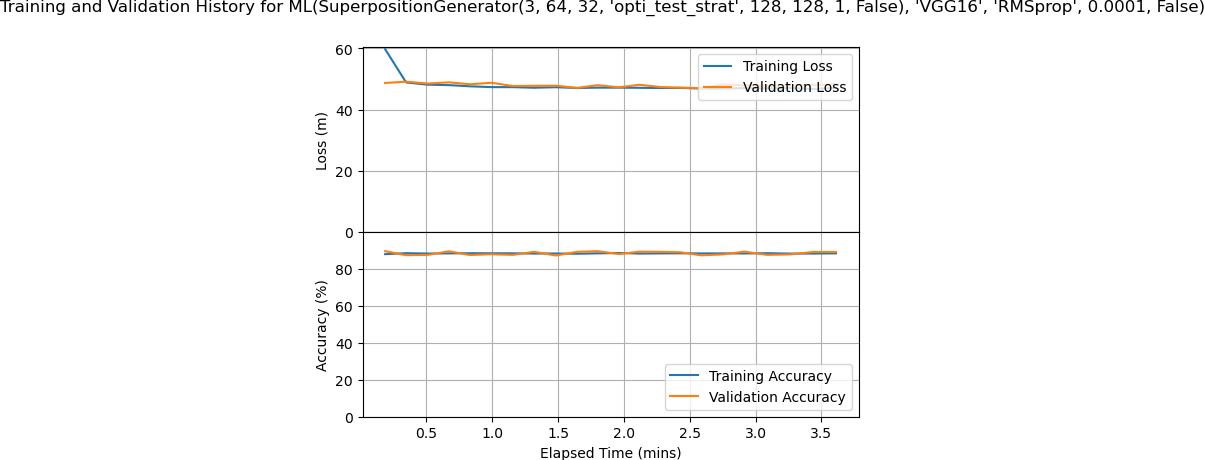 Training and Validation History for ML(SuperpositionGenerator(3, 64, 32, 'opti_test_strat', 128, 128, 1, False), 'VGG16', 'RMSprop', 0.0001, False)
60
40
20
0
Loss (m)
Training Loss
Validation Loss
80
60
40
20
0
Accuracy (%)
Training Accuracy
Validation Accuracy
0.5 1.0 1.5 2.0 2.5 3.0 3.5
Elapsed Time (mins)